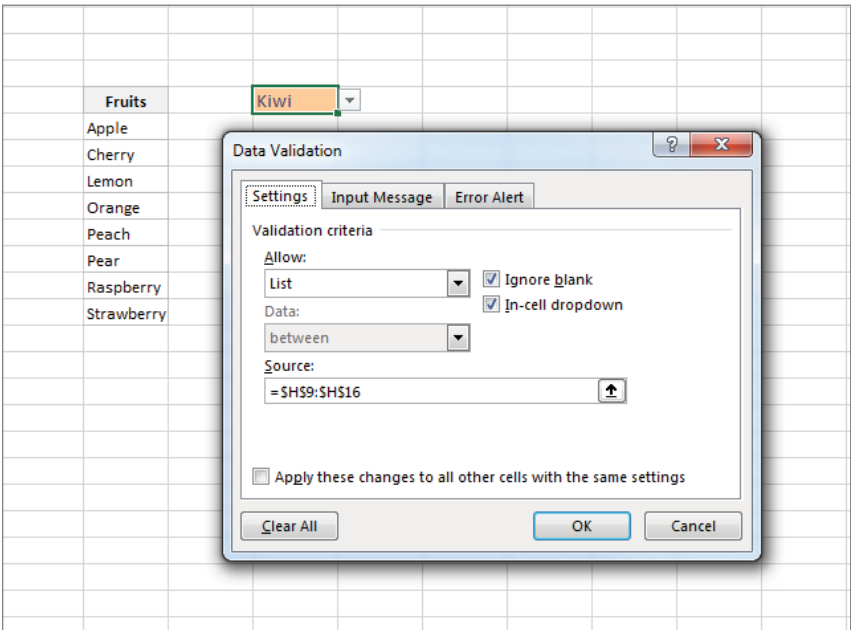 Fruits
Kiwi
Apple
Cherry
Lemon
Orange
Peach
Pear
Raspberry
Strawberry
Data Validation
Settings
Input Message
Error Alert
Validation criteria
Allow:
List
Ignore blank
Data:
In-cell dropdown
between
Source:
=$H$9:$H$16
Apply these changes to all other cells with the same settings
Clear All
OK
Cancel